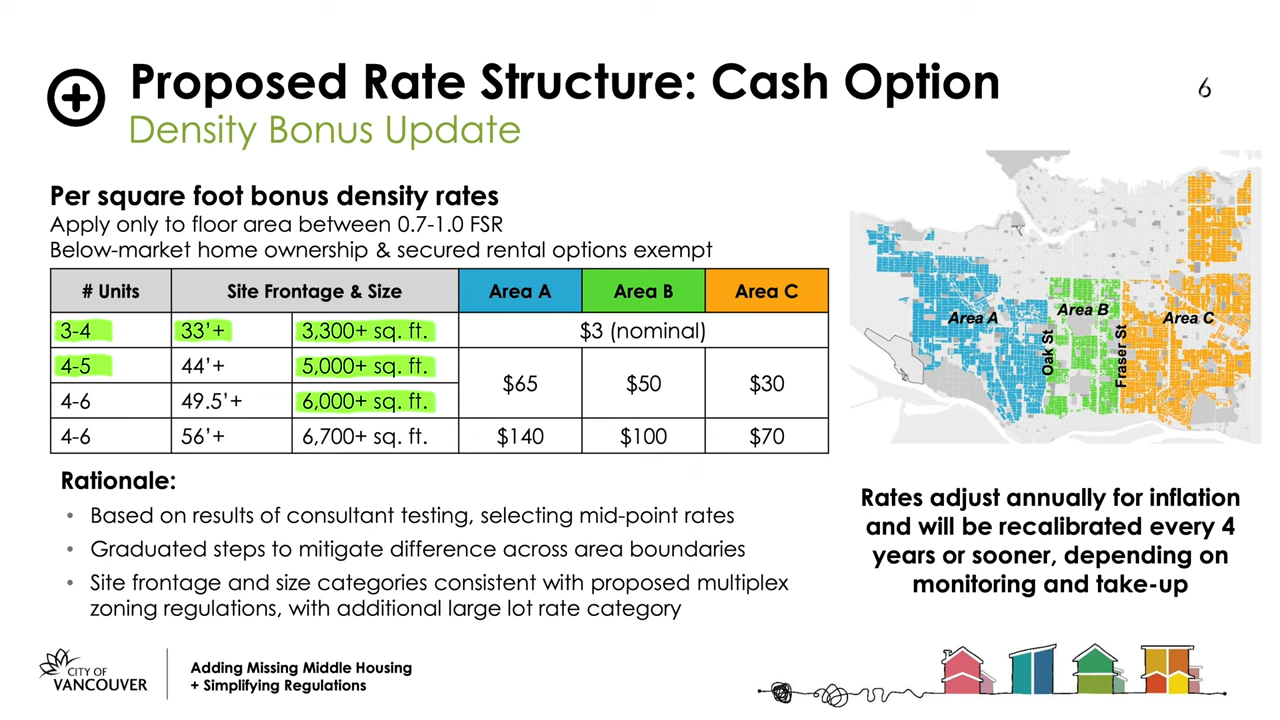 Proposed Rate Structure: Cash Option
6
Density Bonus Update
Per square foot bonus density rates
Apply only to floor area between 0.7-1.0 FSR
Below-market home ownership & secured rental options exempt
# Units Site Frontage & Size Area A Area B Area C
3-4 33’+ 3,300+ sq. ft. $3 (nominal)
4-5 44’+ 5,000+ sq. ft. $65 $50 $30
4-6 49.5’+ 6,000+ sq. ft.
4-6 56’+ 6,700+ sq. ft. $140 $100 $70
Area A
Oak St
Area B
Fraser St
Area C
Rationale:
• Based on results of consultant testing, selecting mid-point rates
• Graduated steps to mitigate difference across area boundaries
• Site frontage and size categories consistent with proposed multiplex
zoning regulations, with additional large lot rate category
Rates adjust annually for inflation
and will be recalibrated every 4
years or sooner, depending on
monitoring and take-up
CITY OF
VANCOUVER
Adding Missing Middle Housing
+ Simplifying Regulations